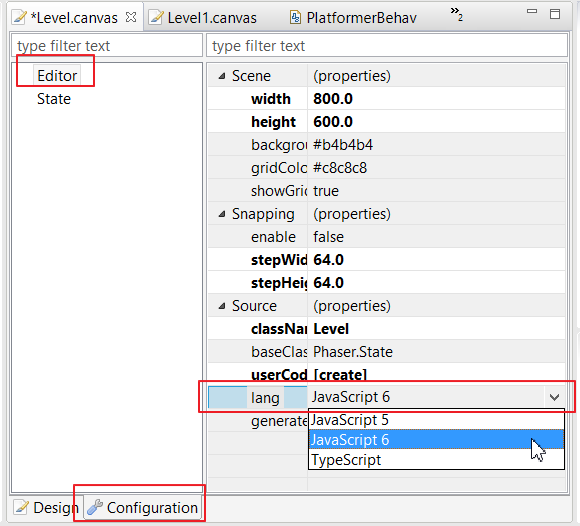 *Level.canvas Level1.canvas PlatformerBehav »2
type filter text type filter text
Editor
State
Scene (properties)
width 800.0
height 600.0
backgrou #b4b4b4
gridColo #c8c8c8
showGric true
Snapping (properties)
enable false
stepWid 64.0
stepHeig 64.0
Source (properties)
classNam Level
baseClas Phaser.State
userCod [create]
lang JavaScript 6
generate
JavaScript 5
JavaScript 6
TypeScript
Design Configuration